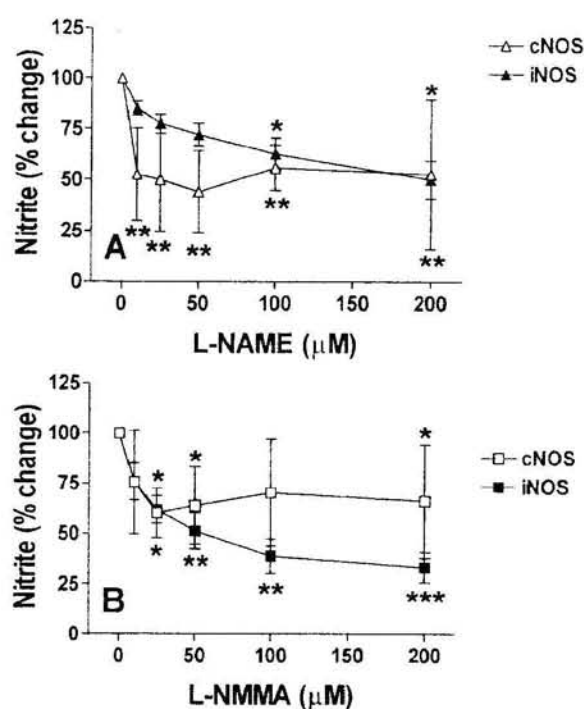 125
100
75
50
25
0
Nitrite (% change)
A
** ** ** ** **
* *
0 50 100 150 200
L-NAME (μM)
cNOS
iNOS
125
100
75
50
25
0
Nitrite (% change)
B
* * *
* ** ** ***
0 50 100 150 200
L-NMMA (μM)
cNOS
iNOS